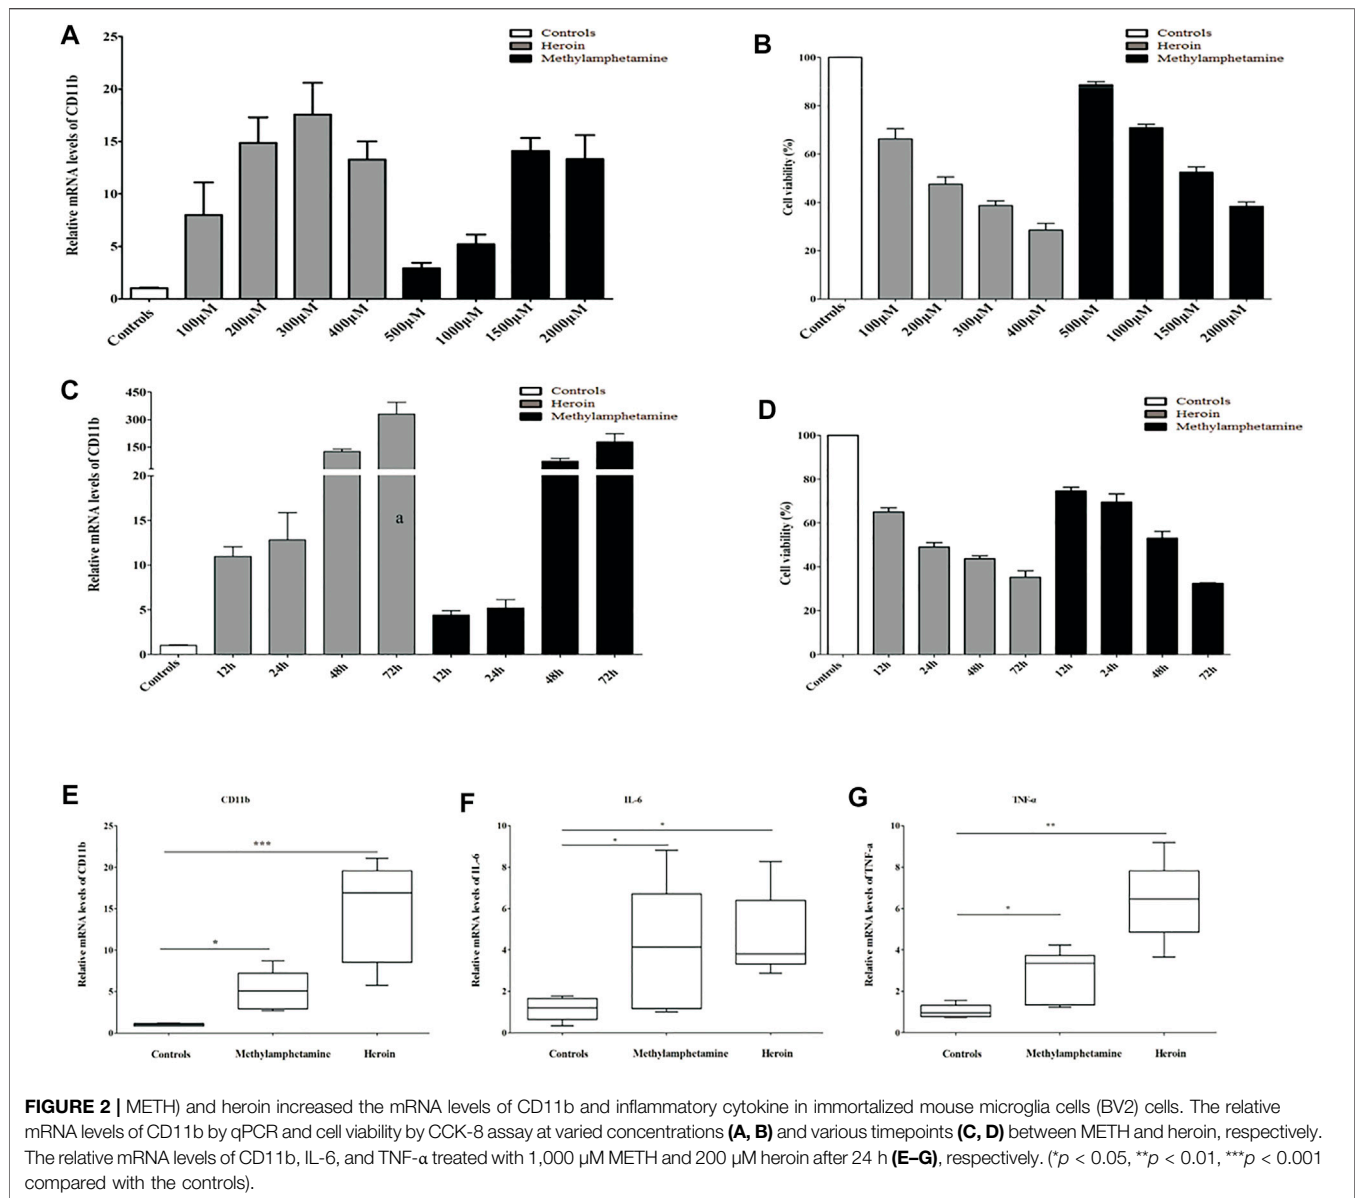 A
Controls
Heroin
Methylamphetamine
Relative mRNA levels of CD11b
25
20
15
10
5
0
Controls
100μM
200μM
300μM
400μM
500μM
1000μM
1500μM
2000μM
B
Controls
Heroin
Methylamphetamine
Cell viability (%)
100
80
60
40
20
0
Controls
100μM
200μM
300μM
400μM
500μM
1000μM
1500μM
2000μM
C
Controls
Heroin
Methylamphetamine
Relative mRNA levels of CD11b
450
300
150
20
15
10
5
0
a
Controls
12h
24h
48h
72h
12h
24h
48h
72h
D
Controls
Heroin
Methylamphetamine
Cell viability (%)
100
80
60
40
20
0
Controls
12h
24h
48h
72h
12h
24h
48h
72h
E
CD11b
Relative mRNA levels of CD11b
25
20
15
10
5
0
***
*
Controls
Methylamphetamine
Heroin
F
IL-6
Relative mRNA levels of IL-6
10
8
6
4
2
0
*
*
Controls
Methylamphetamine
Heroin
G
TNF-α
Relative mRNA levels of TNF-a
10
8
6
4
2
0
**
*
Controls
Methylamphetamine
Heroin
FIGURE 2 | METH) and heroin increased the mRNA levels of CD11b and inflammatory cytokine in immortalized mouse microglia cells (BV2) cells. The relative
mRNA levels of CD11b by qPCR and cell viability by CCK-8 assay at varied concentrations (A, B) and various timepoints (C, D) between METH and heroin, respectively.
The relative mRNA levels of CD11b, IL-6, and TNF-α treated with 1,000 μM METH and 200 μM heroin after 24 h (E–G), respectively. (*p < 0.05, **p < 0.01, ***p < 0.001
compared with the controls).